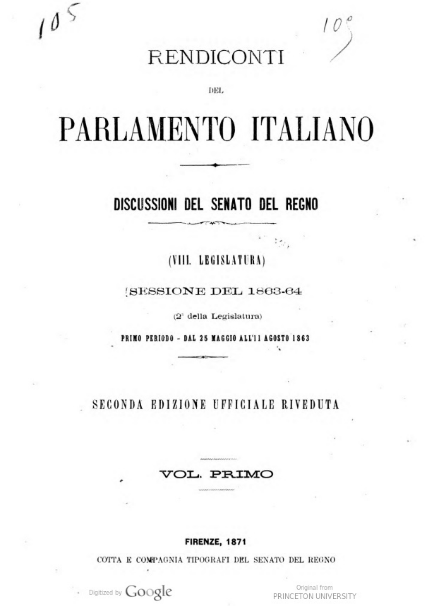 105
109
RENDICONTI
DEL
PARLAMENTO ITALIANO
DISCUSSIONI DEL SENATO DEL REGNO
(VIII. LEGISLATURA)
SESSIONE DEL 1863-64
(2ª della Legislatura)
PRIMO PERIODO - DAL 25 MAGGIO ALL'11 AGOSTO 1863
SECONDA EDIZIONE UFFICIALE RIVEDUTA
VOL. PRIMO
FIRENZE, 1871
COTTA E COMPAGNIA TIPOGRAFI DEL SENATO DEL REGNO
Digitized by Google
Original from
PRINCETON UNIVERSITY